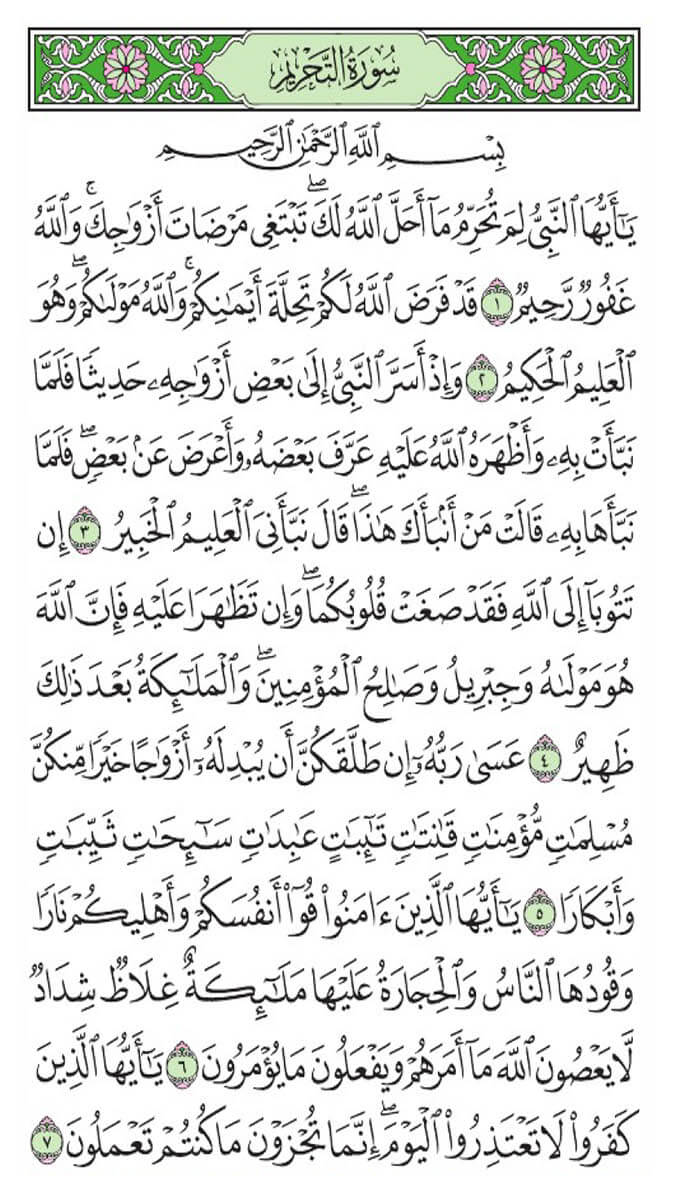 سُورَةُ التَّحْرِيمِ
بِسْمِ ٱللَّهِ ٱلرَّحْمَٰنِ ٱلرَّحِيمِ
يَٰٓأَيُّهَا ٱلنَّبِيُّ لِمَ تُحَرِّمُ مَآ أَحَلَّ ٱللَّهُ لَكَۖ تَبْتَغِي مَرْضَاتَ أَزْوَٰجِكَۚ وَٱللَّهُ
غَفُورٌ رَّحِيمٌ ١ قَدْ فَرَضَ ٱللَّهُ لَكُمْ تَحِلَّةَ أَيْمَٰنِكُمْۚ وَٱللَّهُ مَوْلَىٰكُمْۖ وَهُوَ
ٱلْعَلِيمُ ٱلْحَكِيمُ ٢ وَإِذْ أَسَرَّ ٱلنَّبِيُّ إِلَىٰ بَعْضِ أَزْوَٰجِهِۦ حَدِيثًا فَلَمَّا
نَبَّأَتْ بِهِۦ وَأَظْهَرَهُ ٱللَّهُ عَلَيْهِ عَرَّفَ بَعْضَهُۥ وَأَعْرَضَ عَنۢ بَعْضٍۖ فَلَمَّا
نَبَّأَهَا بِهِۦ قَالَتْ مَنْ أَنۢبَأَكَ هَٰذَاۖ قَالَ نَبَّأَنِيَ ٱلْعَلِيمُ ٱلْخَبِيرُ ٣ إِن
تَتُوبَآ إِلَى ٱللَّهِ فَقَدْ صَغَتْ قُلُوبُكُمَاۖ وَإِن تَظَٰهَرَا عَلَيْهِ فَإِنَّ ٱللَّهَ
هُوَ مَوْلَىٰهُ وَجِبْرِيلُ وَصَٰلِحُ ٱلْمُؤْمِنِينَۖ وَٱلْمَلَٰٓئِكَةُ بَعْدَ ذَٰلِكَ
ظَهِيرٌ ٤ عَسَىٰ رَبُّهُۥٓ إِن طَلَّقَكُنَّ أَن يُبْدِلَهُۥٓ أَزْوَٰجًا خَيْرًا مِّنكُنَّ
مُسْلِمَٰتٍ مُّؤْمِنَٰتٍ قَٰنِتَٰتٍ تَٰٓئِبَٰتٍ عَٰبِدَٰتٍ سَٰٓئِحَٰتٍ ثَيِّبَٰتٍ
وَأَبْكَارًا ٥ يَٰٓأَيُّهَا ٱلَّذِينَ ءَامَنُوا۟ قُوٓا۟ أَنفُسَكُمْ وَأَهْلِيكُمْ نَارًا
وَقُودُهَا ٱلنَّاسُ وَٱلْحِجَارَةُ عَلَيْهَا مَلَٰٓئِكَةٌ غِلَاظٌ شِدَادٌ
لَّا يَعْصُونَ ٱللَّهَ مَآ أَمَرَهُمْ وَيَفْعَلُونَ مَا يُؤْمَرُونَ ٦ يَٰٓأَيُّهَا ٱلَّذِينَ
كَفَرُوا۟ لَا تَعْتَذِرُوا۟ ٱلْيَوْمَۖ إِنَّمَا تُجْزَوْنَ مَا كُنتُمْ تَعْمَلُونَ ٧